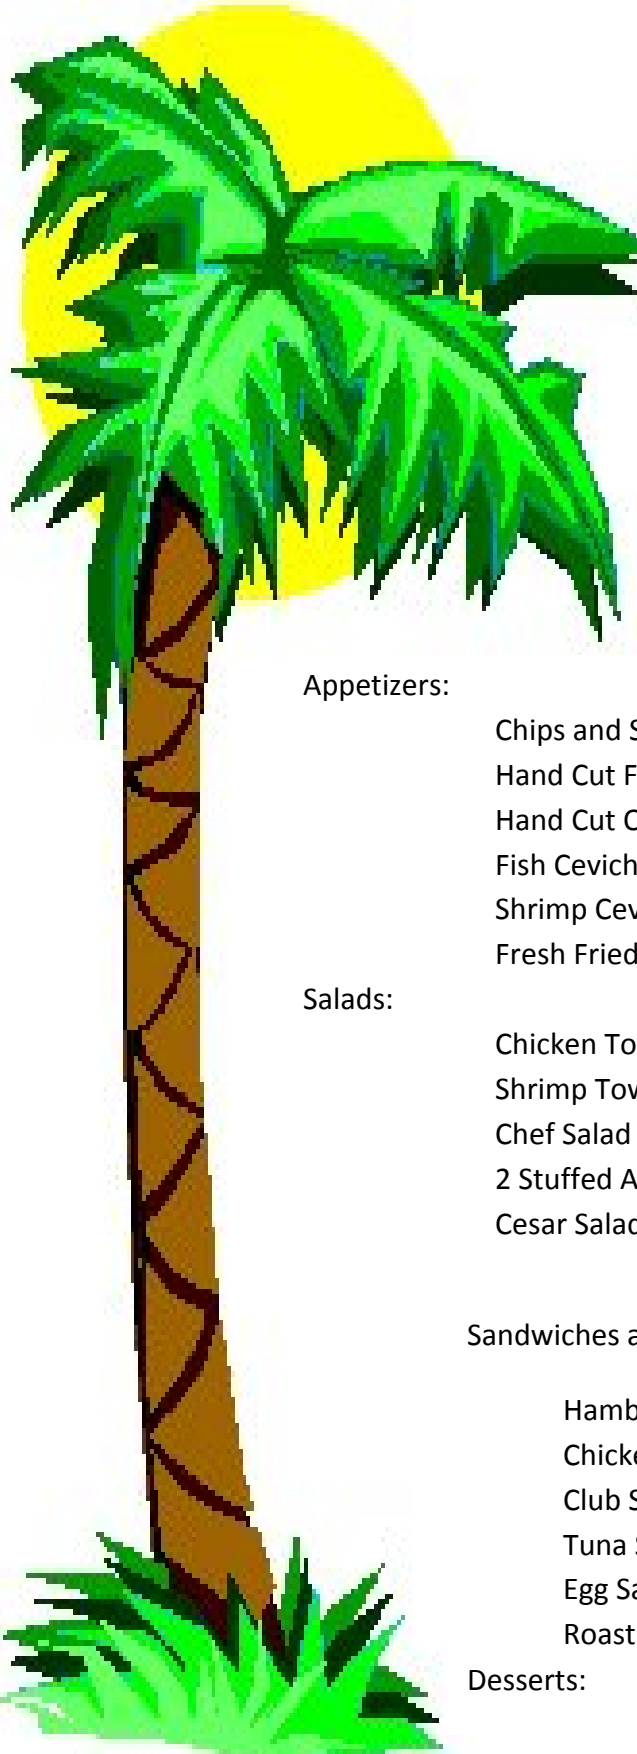 Appetizers:
Chips and S
Hand Cut F
Hand Cut
Fish Cevich
Shrimp Cev
Fresh Fried
Salads:
Chicken To
Shrimp Tow
Chef Salad
2 Stuffed A
Cesar Salad
Sandwiches a
Hamb
Chicke
Club S
Tuna S
Egg Sa
Roast
Desserts: